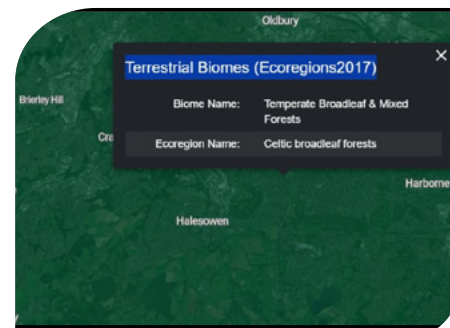 Oldbury
Terrestrial Biomes (Ecoregions2017)
Brierley Hill
Biome Name: Temperate Broadleaf & Mixed
Forests
Cra
Ecoregion Name: Celtic broadleaf forests
Harborne
Halesowen